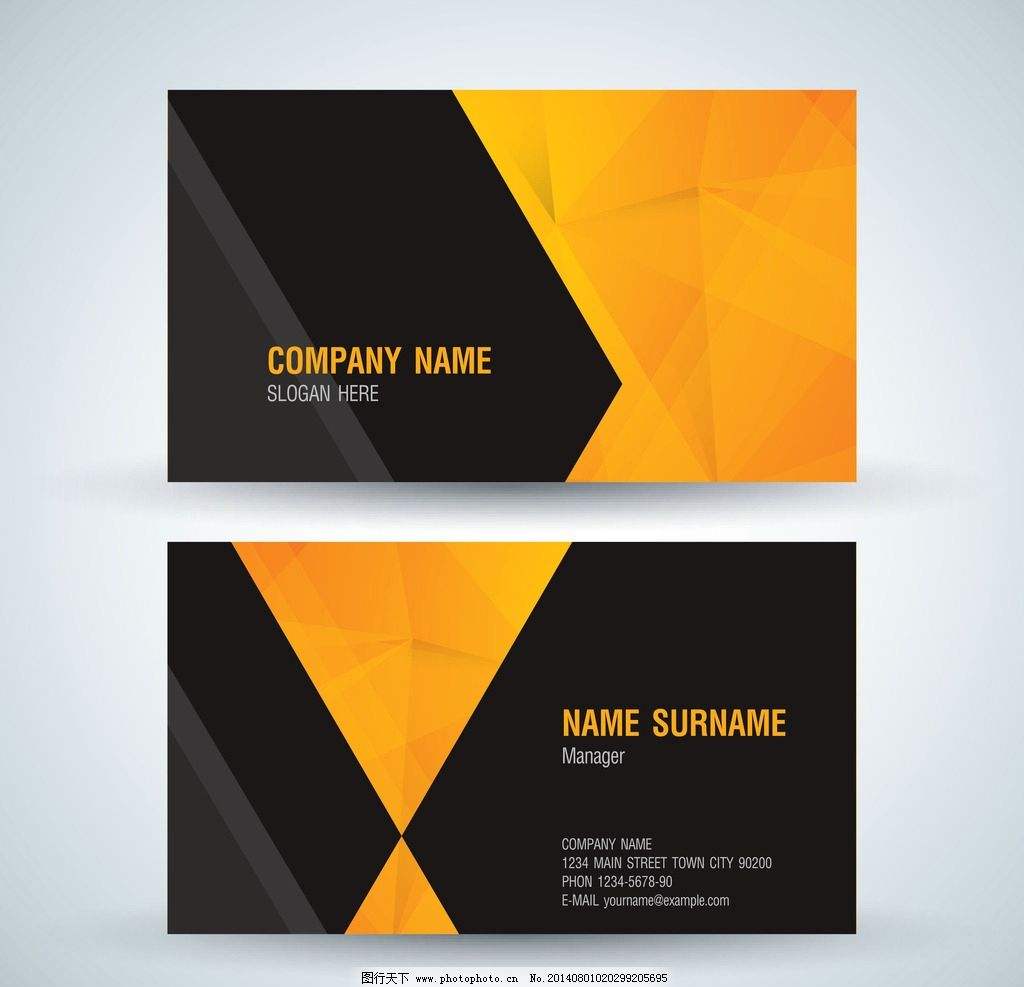 COMPANY NAME
SLOGAN HERE
NAME SURNAME
Manager
COMPANY NAME
1234 MAIN STREET TOWN CITY 90200
PHON 1234-5678-90
E-MAIL yourname@example.com
图行天下 www.photophoto.cn No.20140801020299205695